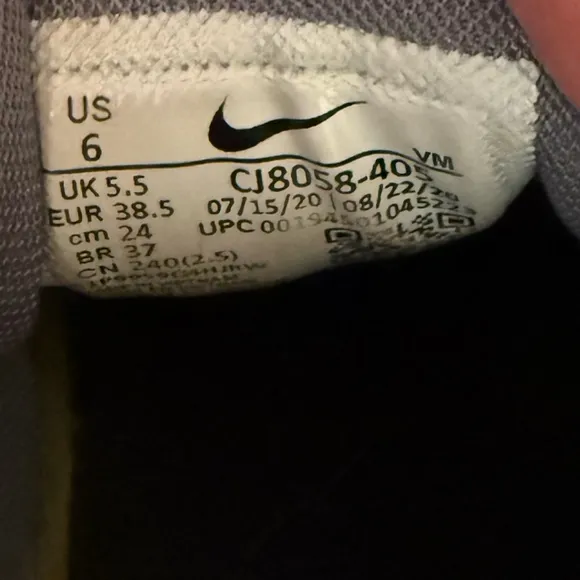 US
6
VM
UK 5.5
CJ8058-405
EUR 38.5
07/15/20 | 08/22/20
cm 24
UPC
BR 37
CN 240(2.5)